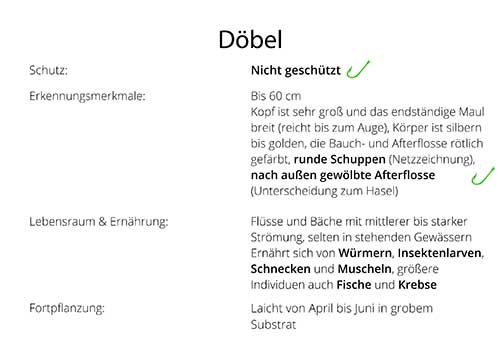 Döbel
Schutz: Nicht geschützt
Erkennungsmerkmale: Bis 60 cm
Kopf ist sehr groß und das endständige Maul
breit (reicht bis zum Auge), Körper ist silbern
bis golden, die Bauch- und Afterflosse rötlich
gefärbt, runde Schuppen (Netzzeichnung),
nach außen gewölbte Afterflosse
(Unterscheidung zum Hasel)
Lebensraum & Ernährung: Flüsse und Bäche mit mittlerer bis starker
Strömung, selten in stehenden Gewässern
Ernährt sich von Würmern, Insektenlarven,
Schnecken und Muscheln, größere
Individuen auch Fische und Krebse
Fortpflanzung: Laicht von April bis Juni in grobem
Substrat